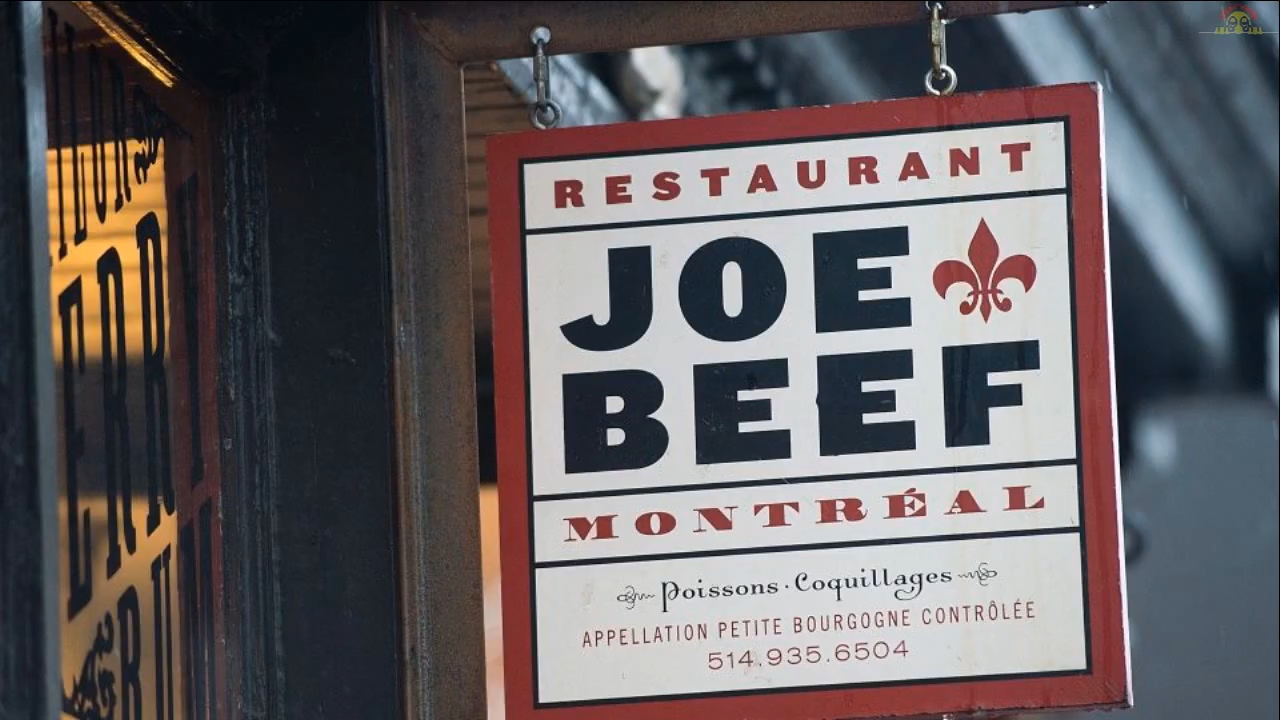 RESTAURANT
JOE
BEEF
MONTRÉAL
Poissons · Coquillages
APPELLATION PETITE BOURGOGNE CONTRÔLÉE
514.935.6504